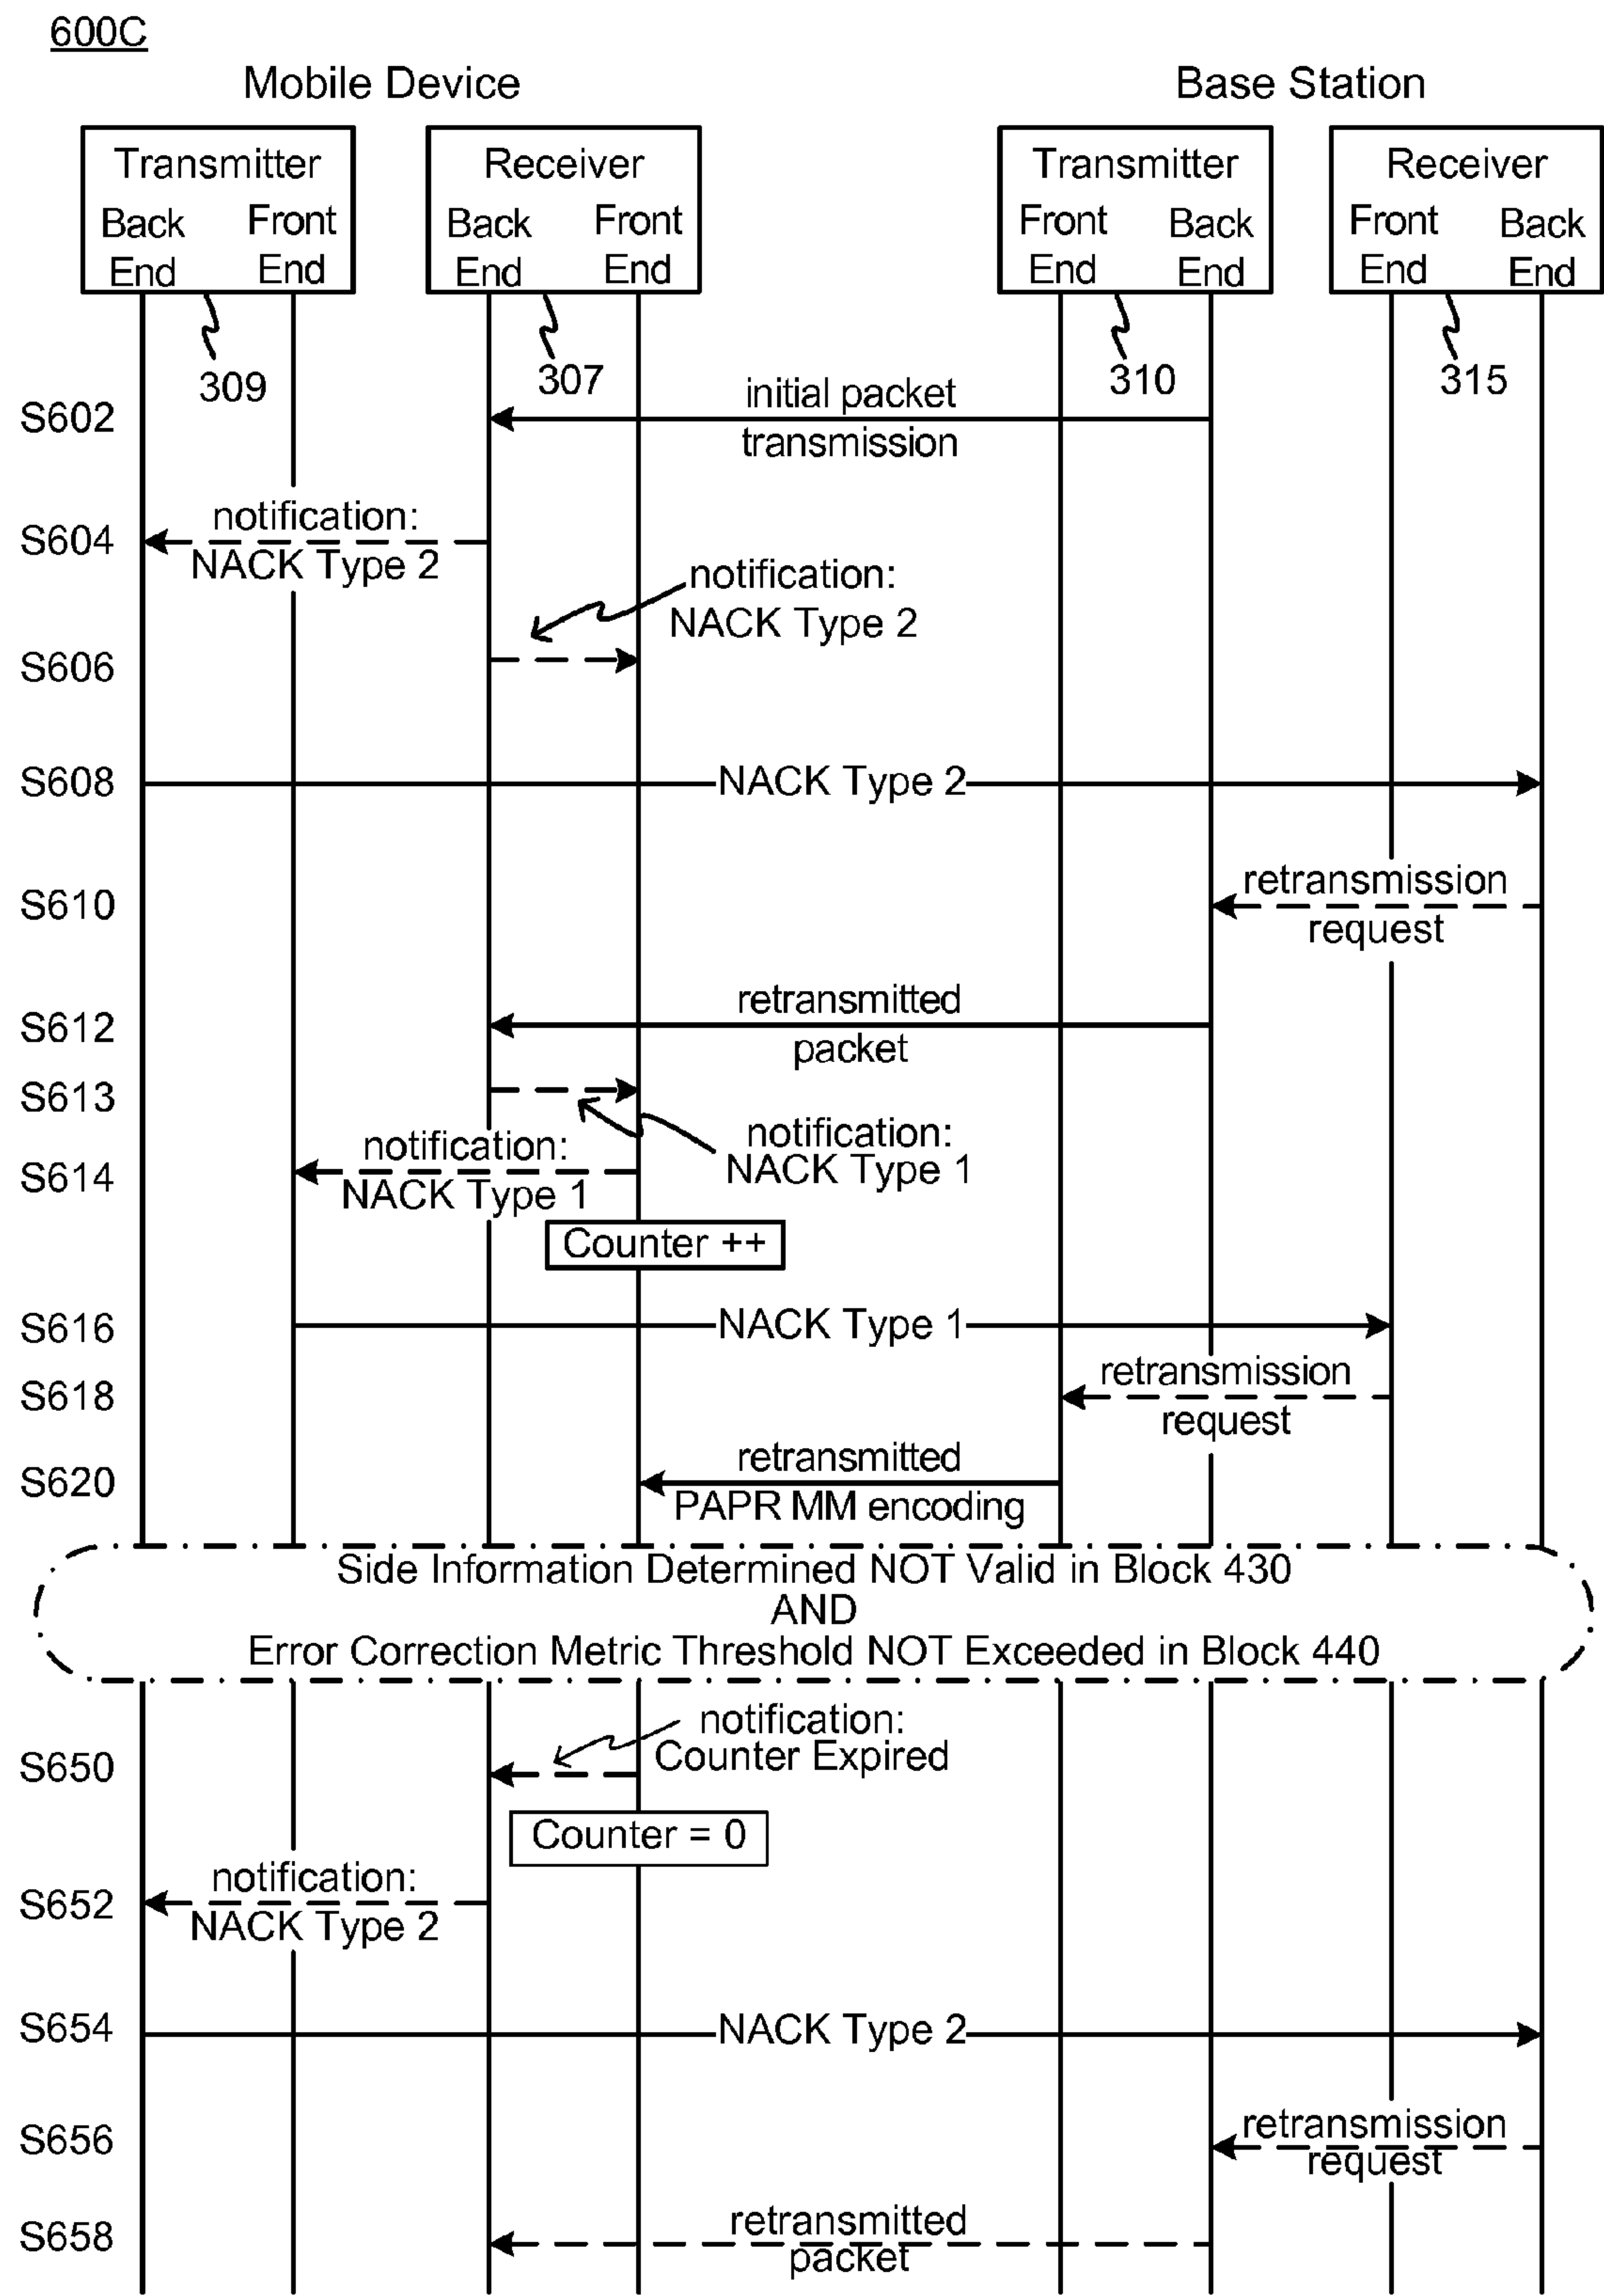 600C
Mobile Device
Base Station
Transmitter
Back Front
End End
Receiver
Back Front
End End
Transmitter
Front Back
End End
Receiver
Front Back
End End
309
307
310
315
S602
initial packet
transmission
S604
notification:
NACK Type 2
notification:
NACK Type 2
S606
S608
NACK Type 2
S610
retransmission
request
S612
retransmitted
packet
S613
notification:
NACK Type 1
S614
notification:
NACK Type 1
Counter ++
S616
NACK Type 1
S618
retransmission
request
S620
retransmitted
PAPR MM encoding
Side Information Determined NOT Valid in Block 430
AND
Error Correction Metric Threshold NOT Exceeded in Block 440
S650
notification:
Counter Expired
Counter = 0
S652
notification:
NACK Type 2
S654
NACK Type 2
S656
retransmission
request
S658
retransmitted
packet